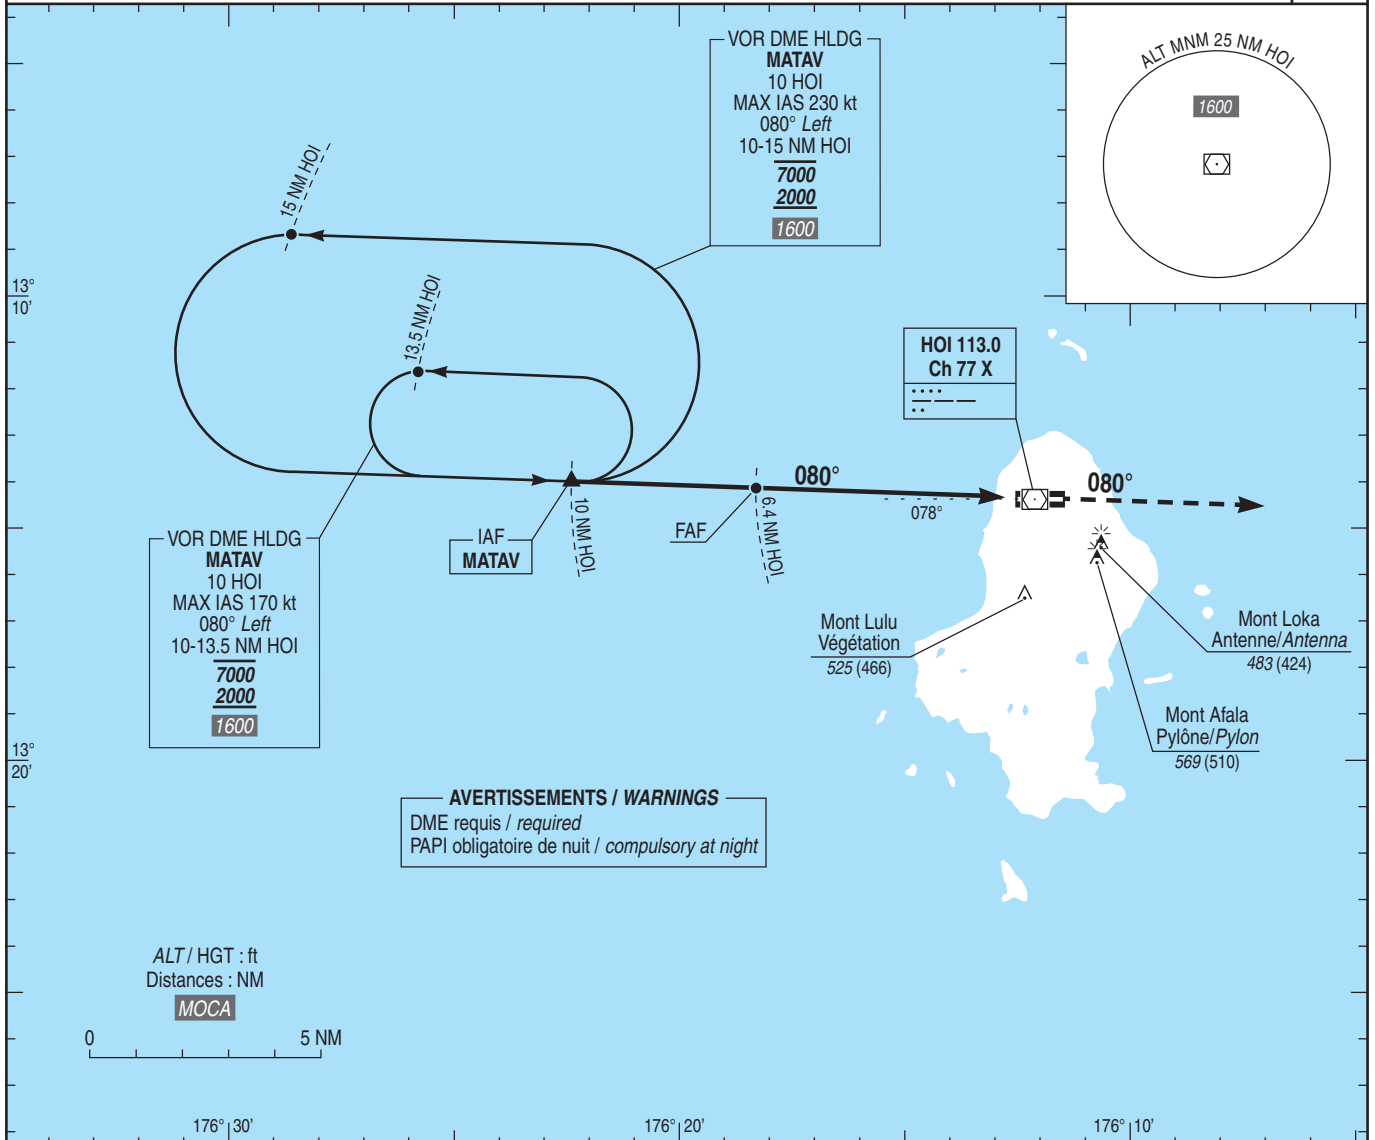 VOR DME HLDG
MATAV
10 HOI
MAX IAS 230 kt
080° Left
10-15 NM HOI
7000
2000
1600
ALT MNM 25 NM HOI
1600
15 NM HOI
13.5 NM HOI
13°
10'
HOI 113.0
Ch 77 X
080°
080°
078°
10 NM HOI
6.4 NM HOI
FAF
IAF
MATAV
VOR DME HLDG
MATAV
10 HOI
MAX IAS 170 kt
080° Left
10-13.5 NM HOI
7000
2000
1600
Mont Lulu
Végétation
525 (466)
Mont Loka
Antenne/Antenna
483 (424)
Mont Afala
Pylône/Pylon
569 (510)
13°
20'
AVERTISSEMENTS / WARNINGS
DME requis / required
PAPI obligatoire de nuit / compulsory at night
ALT / HGT : ft
Distances : NM
MOCA
0 5 NM
176° 30' 176° 20' 176° 10'